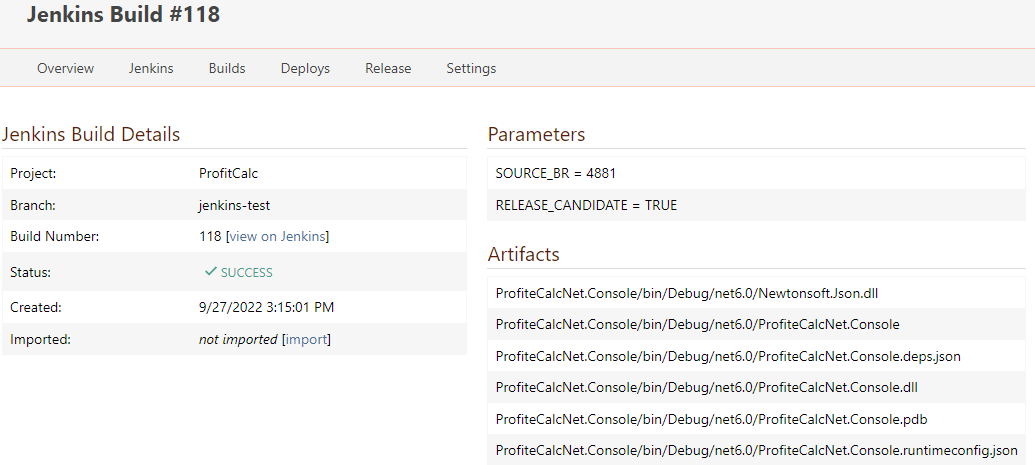 Jenkins Build #118
Overview Jenkins Builds Deploys Release Settings
Jenkins Build Details
Project: ProfitCalc
Branch: jenkins-test
Build Number: 118 [view on Jenkins]
Status: SUCCESS
Created: 9/27/2022 3:15:01 PM
Imported: not imported [import]
Parameters
SOURCE_BR = 4881
RELEASE_CANDIDATE = TRUE
Artifacts
ProfiteCalcNet.Console/bin/Debug/net6.0/Newtonsoft.Json.dll
ProfiteCalcNet.Console/bin/Debug/net6.0/ProfiteCalcNet.Console
ProfiteCalcNet.Console/bin/Debug/net6.0/ProfiteCalcNet.Console.deps.json
ProfiteCalcNet.Console/bin/Debug/net6.0/ProfiteCalcNet.Console.dll
ProfiteCalcNet.Console/bin/Debug/net6.0/ProfiteCalcNet.Console.pdb
ProfiteCalcNet.Console/bin/Debug/net6.0/ProfiteCalcNet.Console.runtimeconfig.json